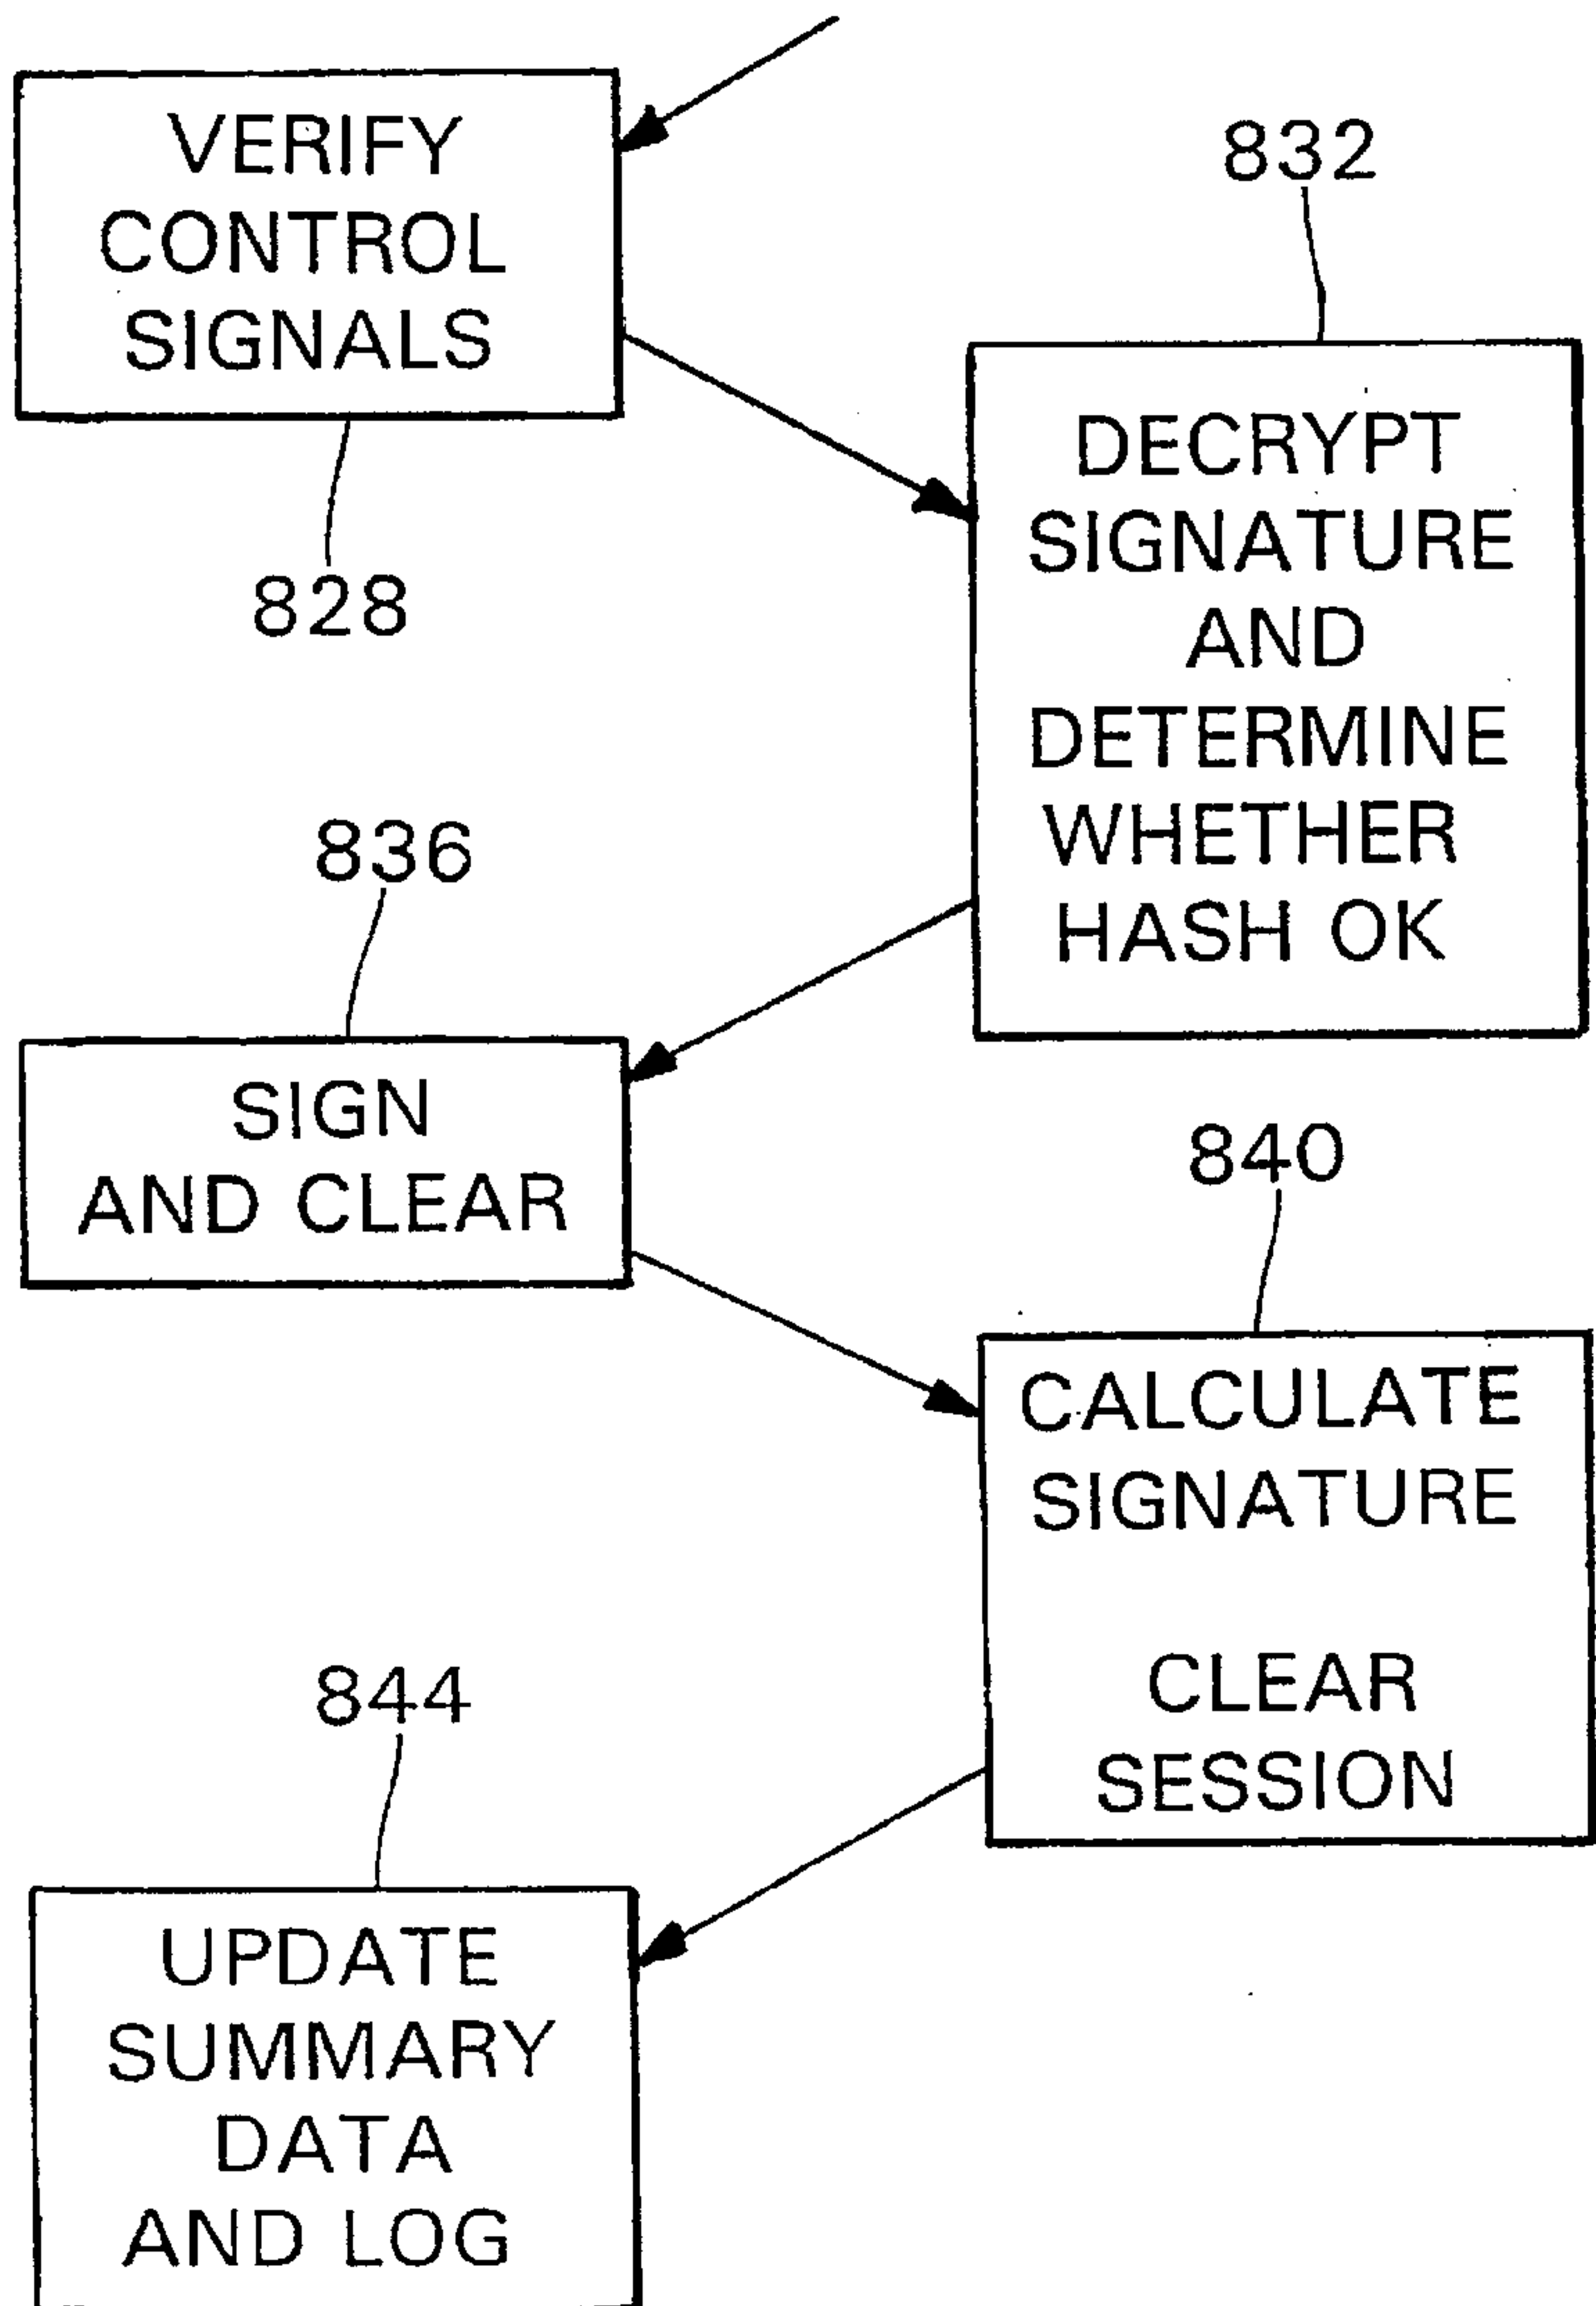 VERIFY
CONTROL
SIGNALS
828
832
DECRYPT
SIGNATURE
AND
DETERMINE
WHETHER
HASH OK
836
SIGN
AND CLEAR
840
CALCULATE
SIGNATURE
CLEAR
SESSION
844
UPDATE
SUMMARY
DATA
AND LOG